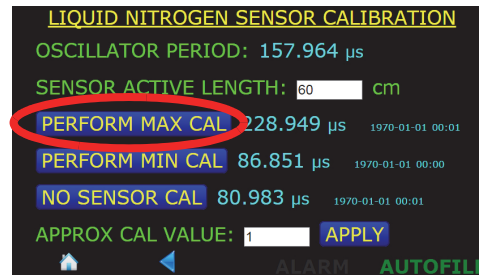 LIQUID NITROGEN SENSOR CALIBRATION
OSCILLATOR PERIOD: 157.964 µs
SENSOR ACTIVE LENGTH: 60 cm
PERFORM MAX CAL 228.949 µs 1970-01-01 00:01
PERFORM MIN CAL 86.851 µs 1970-01-01 00:00
NO SENSOR CAL 80.983 µs 1970-01-01 00:01
APPROX CAL VALUE: 1 APPLY
ALARM AUTOFILL